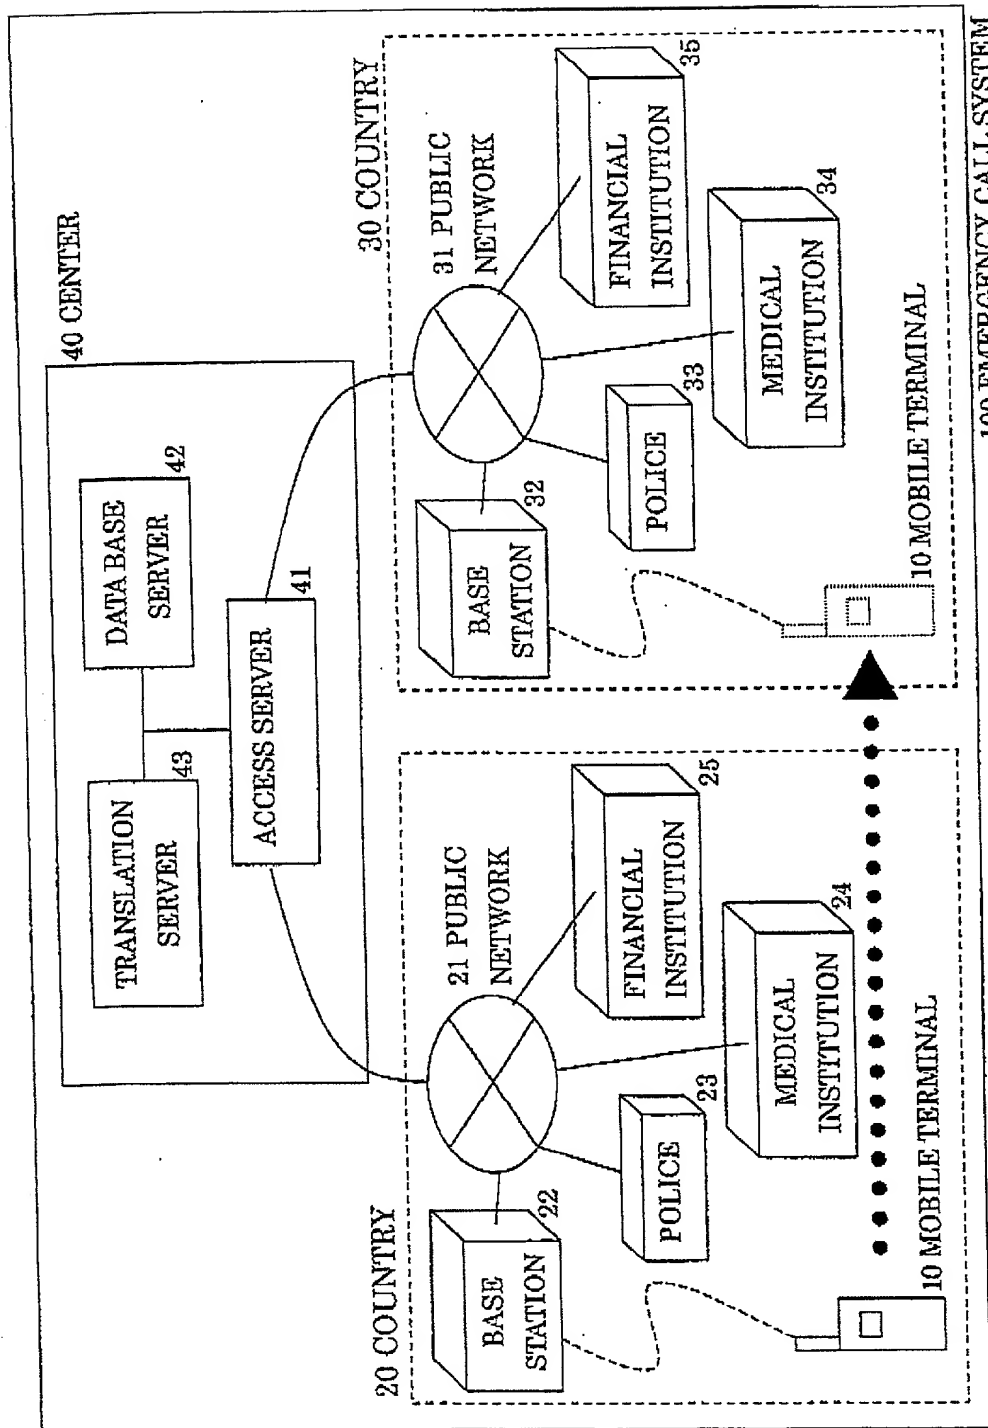 40 CENTER
TRANSLATION
SERVER
43
DATA BASE
SERVER
42
ACCESS SERVER
41
20 COUNTRY
21 PUBLIC
NETWORK
BASE
STATION
22
POLICE
23
MEDICAL
INSTITUTION
24
FINANCIAL
INSTITUTION
25
10 MOBILE TERMINAL
30 COUNTRY
31 PUBLIC
NETWORK
BASE
STATION
32
POLICE
33
MEDICAL
INSTITUTION
34
FINANCIAL
INSTITUTION
35
10 MOBILE TERMINAL
100 EMERGENCY CALL SYSTEM